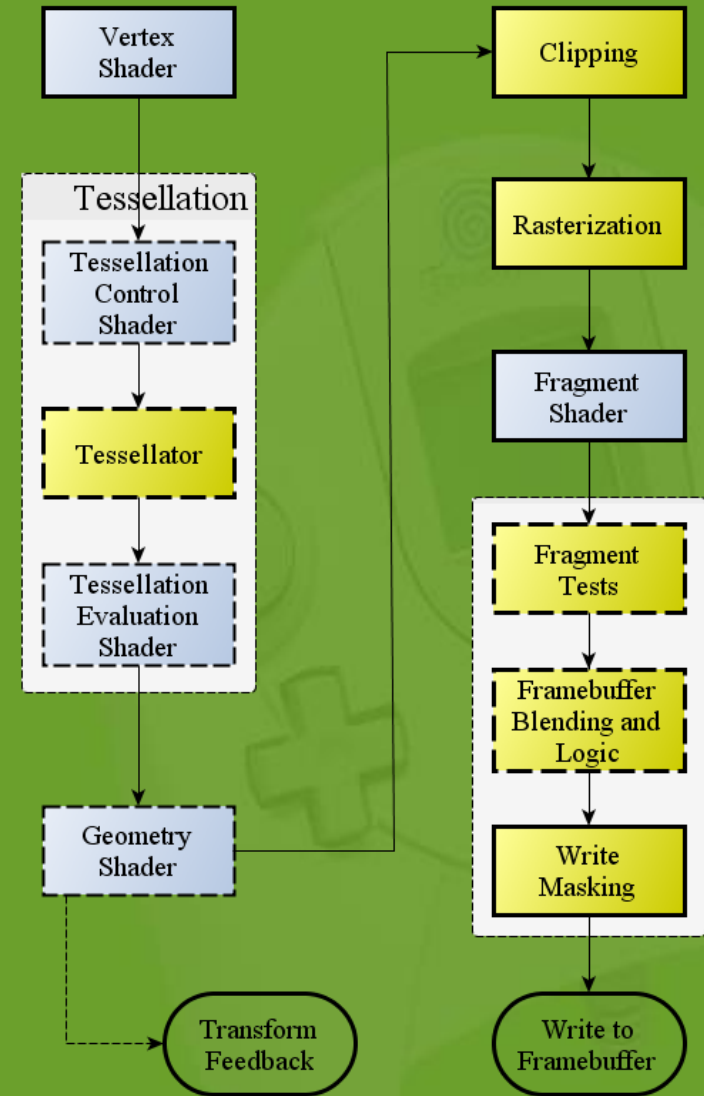 Vertex
Shader
Tessellation
Tessellation
Control
Shader
Tessellator
Tessellation
Evaluation
Shader
Geometry
Shader
Transform
Feedback
Clipping
Rasterization
Fragment
Shader
Fragment
Tests
Framebuffer
Blending and
Logic
Write
Masking
Write to
Framebuffer